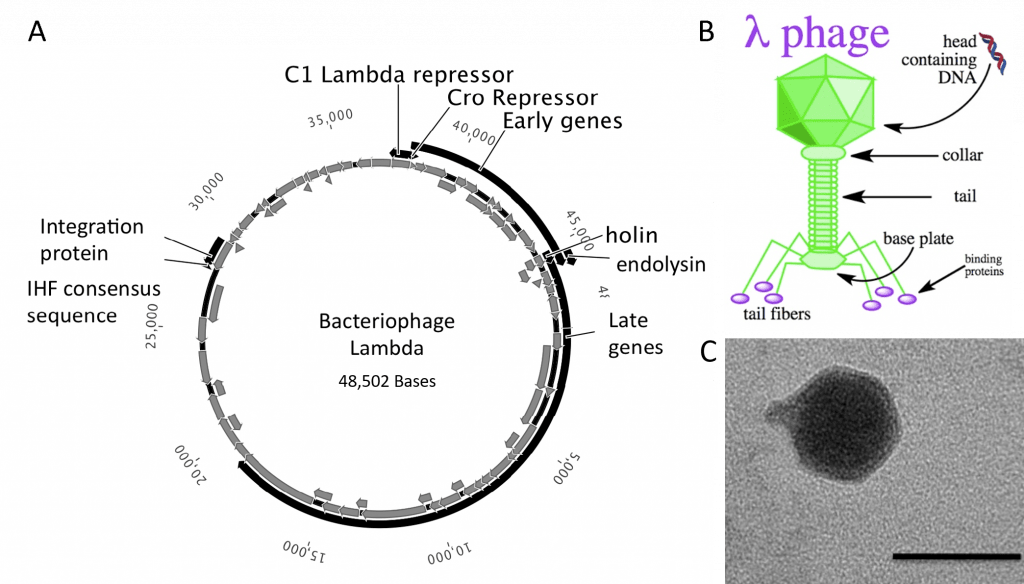 A
C1 Lambda repressor
Cro Repressor
Early genes
35,000
40,000
30,000
45,000
holin
endolysin
Integration
protein
IHF consensus
sequence
25,000
Bacteriophage
Lambda
48,502 Bases
Late
genes
20,000
5,000
15,000
10,000
B
λ phage
head
containing
DNA
collar
tail
base plate
binding
proteins
tail fibers
C